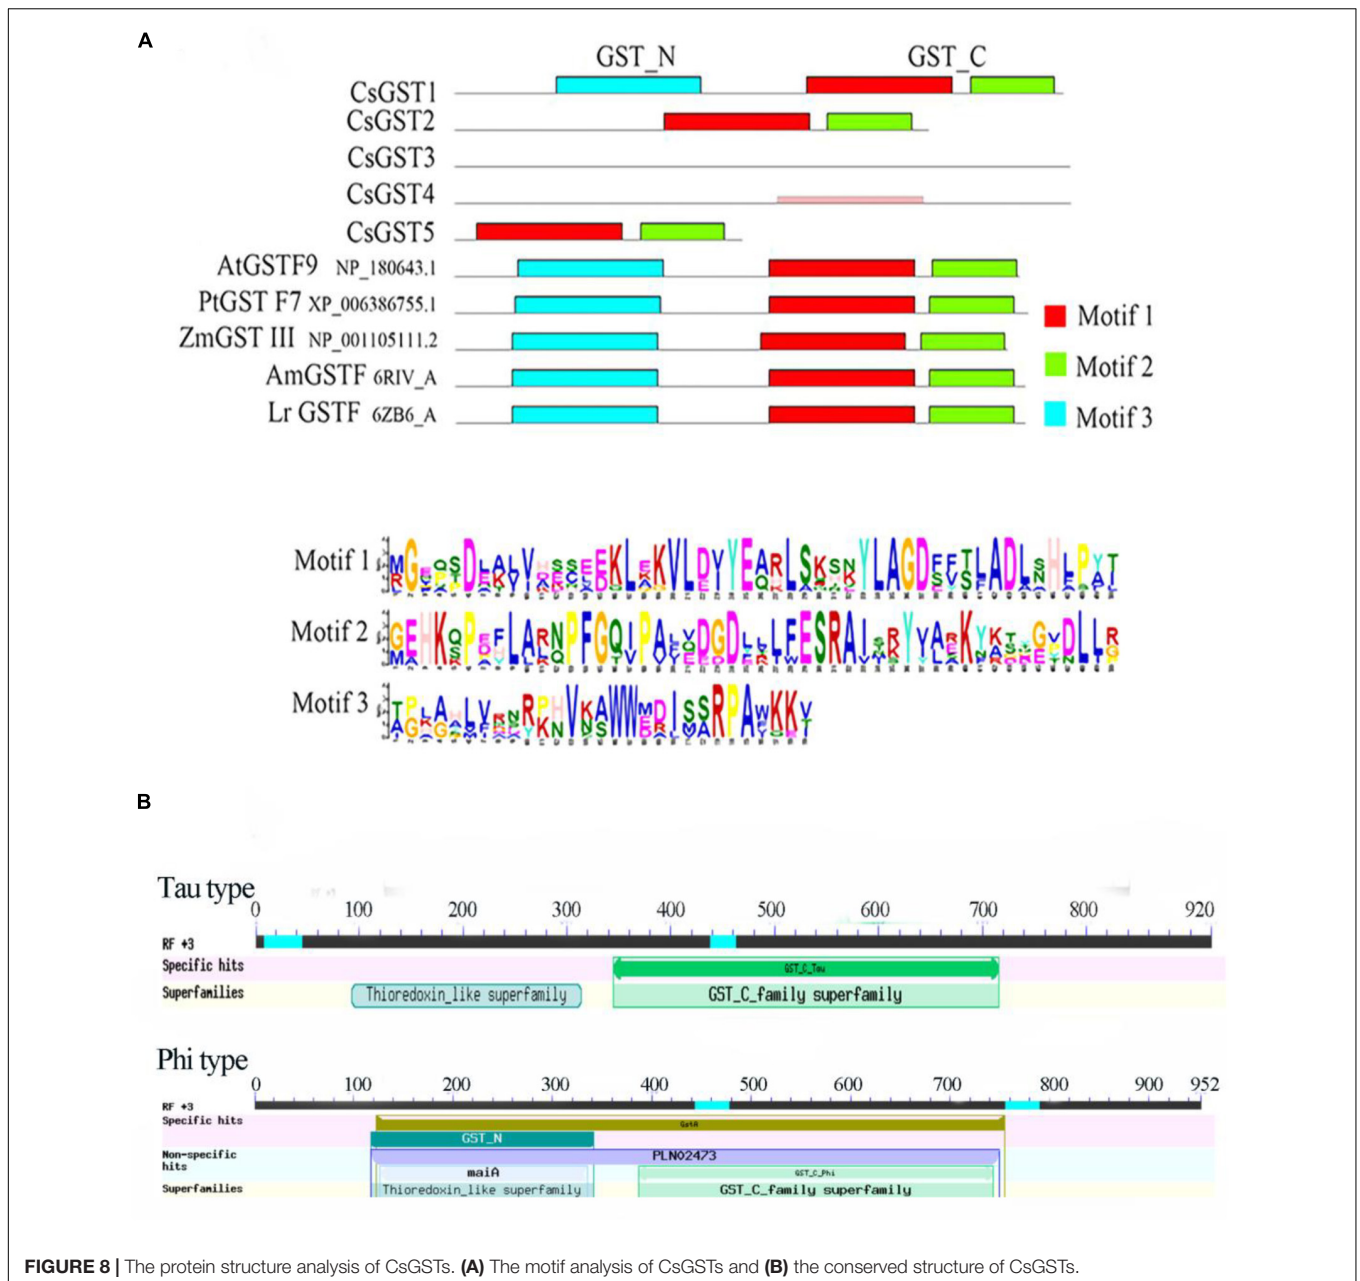 A
GST_N GST_C
CsGST1
CsGST2
CsGST3
CsGST4
CsGST5
AtGSTF9 NP_180643.1
PtGST F7 XP_006386755.1
ZmGST III NP_001105111.2
AmGSTF 6RIV_A
Lr GSTF 6ZB6_A
Motif 1
Motif 2
Motif 3
Motif 1
Motif 2
Motif 3
B
Tau type
0 100 200 300 400 500 600 700 800 920
RF +3
Specific hits GST_C_Tau
Superfamilies Thioredoxin_like superfamily GST_C_family superfamily
Phi type
0 100 200 300 400 500 600 700 800 900 952
RF +3
Specific hits GstA
GST_N
Non-specific PLN02473
hits maiA GST_C_Phi
Superfamilies Thioredoxin_like superfamily GST_C_family superfamily
FIGURE 8 | The protein structure analysis of CsGSTs. (A) The motif analysis of CsGSTs and (B) the conserved structure of CsGSTs.